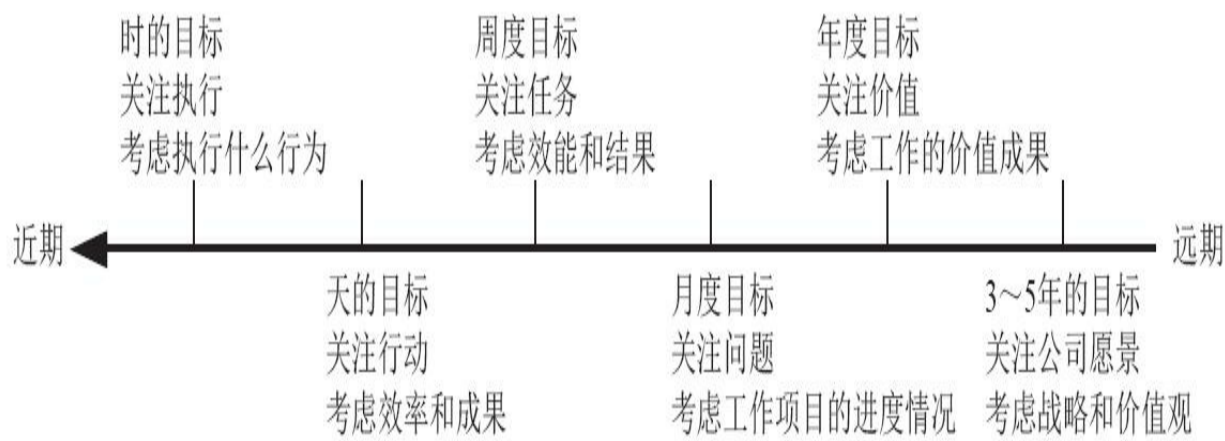 时的目标
关注执行
考虑执行什么行为
周度目标
关注任务
考虑效能和结果
年度目标
关注价值
考虑工作的价值成果
近期
远期
天的目标
关注行动
考虑效率和成果
月度目标
关注问题
考虑工作项目的进度情况
3～5年的目标
关注公司愿景
考虑战略和价值观